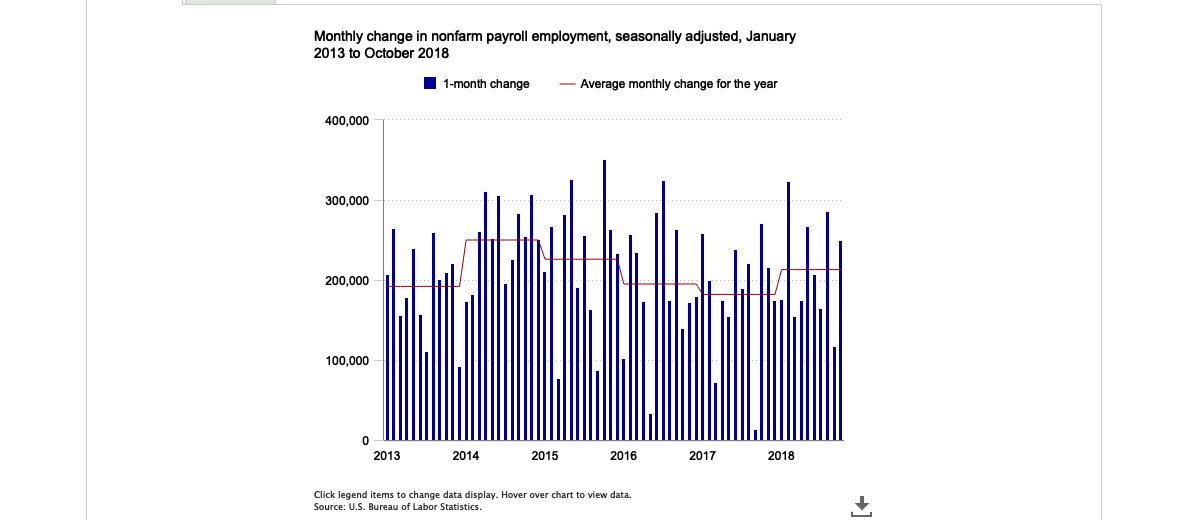 Monthly change in nonfarm payroll employment, seasonally adjusted, January
2013 to October 2018
1-month change
Average monthly change for the year
400,000
300,000
200,000
100,000
0
2013 2014 2015 2016 2017 2018
Click legend items to change data display. Hover over chart to view data.
Source: U.S. Bureau of Labor Statistics.